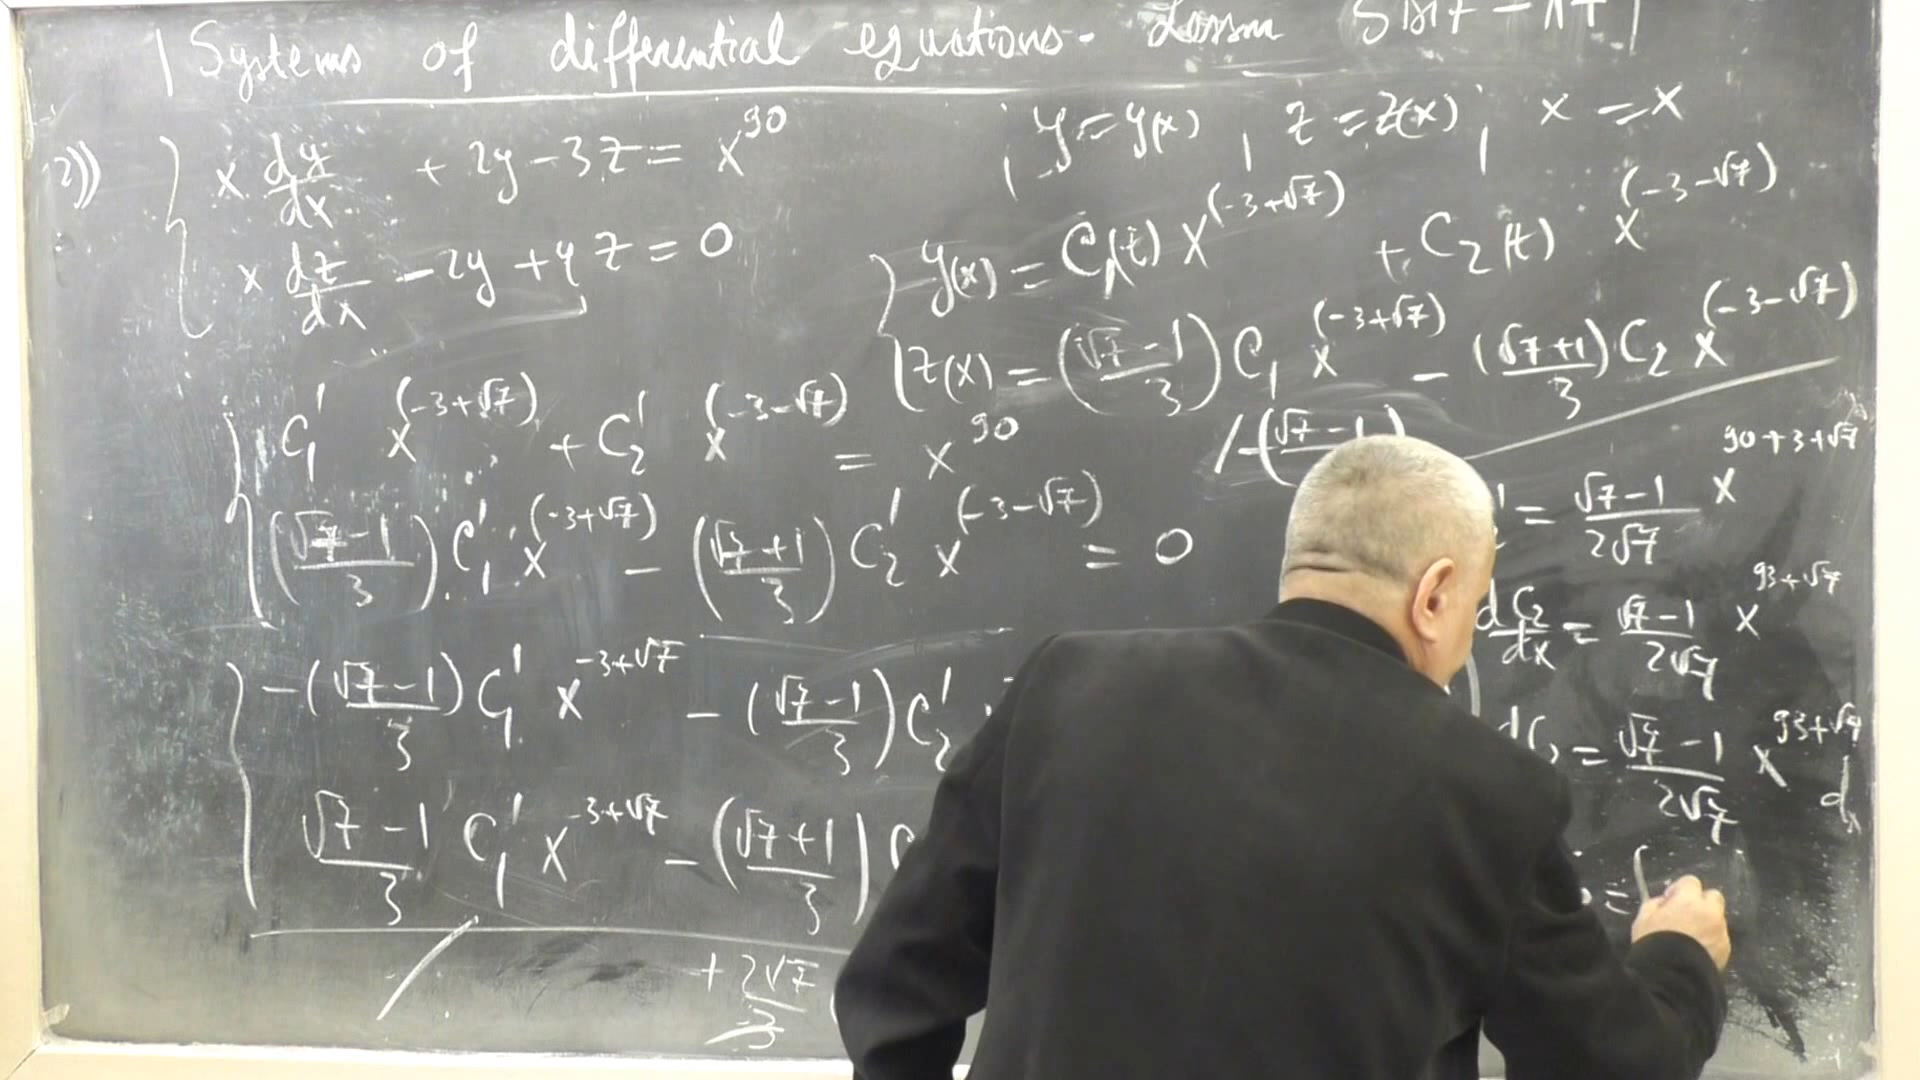 Systems of differential equations.
2)) { x dy/dx + 2y - 3z = x^90 , y = y(x) , z = z(x) , x = x
x dz/dx - 2y + 4z = 0
{ y(x) = C₁(t) x^(-3+√7) + C₂(t) x^(-3-√7)
z(x) = ((√7-1)/3) C₁ x^(-3+√7) - ((√7+1)/3) C₂ x^(-3-√7)
{ C₁' x^(-3+√7) + C₂' x^(-3-√7) = x^90 / -((√7-1)
((√7-1)/3) C₁' x^(-3+√7) - ((√7+1)/3) C₂' x^(-3-√7) = 0
{ -((√7-1)/3) C₁' x^(-3+√7) - ((√7-1)/3) C₂'
(√7-1)/3 C₁' x^(-3+√7) - ((√7+1)/3) C
/ + 2√7/3 (
' = (√7-1)/(2√7) x^(90+3+√7)
dC₂/dx = (√7-1)/(2√7) x^(93+√7)
dC₂ = (√7-1)/(2√7) x^(93+√7) dx
= ∫